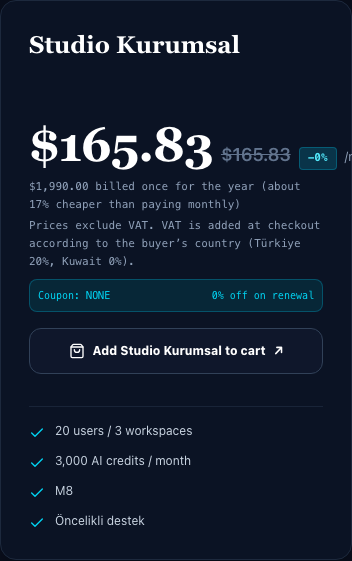 Studio Kurumsal
$165.83 $165.83 −0%
$1,990.00 billed once for the year (about
17% cheaper than paying monthly)
Prices exclude VAT. VAT is added at checkout
according to the buyer’s country (Türkiye
20%, Kuwait 0%).
Coupon: NONE 0% off on renewal
Add Studio Kurumsal to cart ↗
20 users / 3 workspaces
3,000 AI credits / month
M8
Öncelikli destek